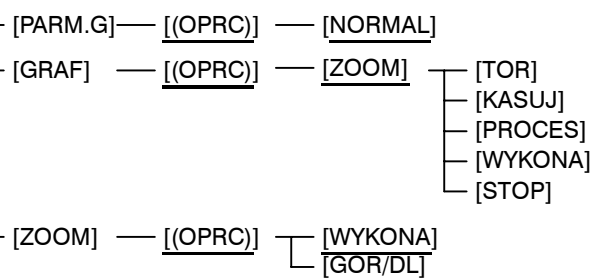 [PARM.G] [(OPRC)] [NORMAL]
[GRAF] [(OPRC)] [ZOOM] [TOR]
[KASUJ]
[PROCES]
[WYKONA]
[STOP]
[ZOOM] [(OPRC)] [WYKONA]
[GOR/DL]